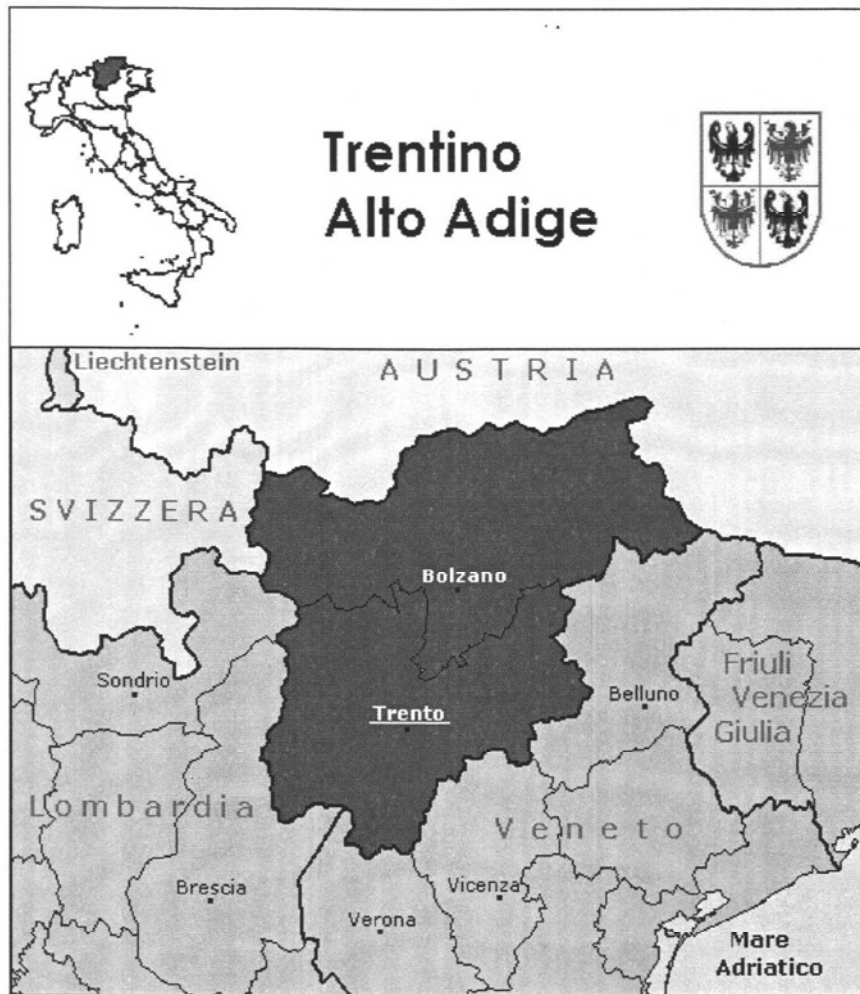 Trentino
Alto Adige
Liechtenstein
AUSTRIA
SVIZZERA
Bolzano
Sondrio
Trento
Belluno
Friuli
Venezia
Giulia
Lombardia
Veneto
Brescia
Vicenza
Verona
Mare
Adriatico